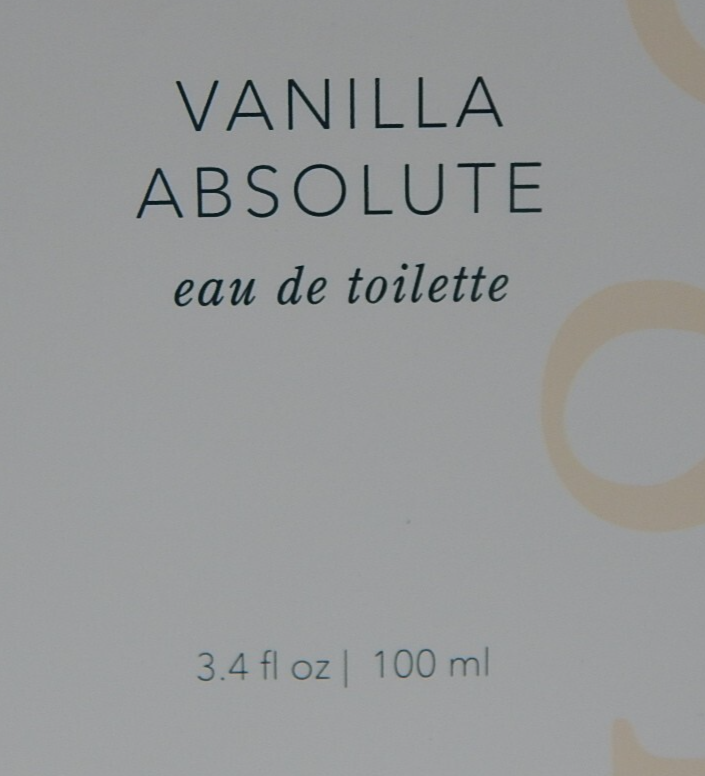 VANILLA
ABSOLUTE
eau de toilette
3.4 fl oz | 100 ml